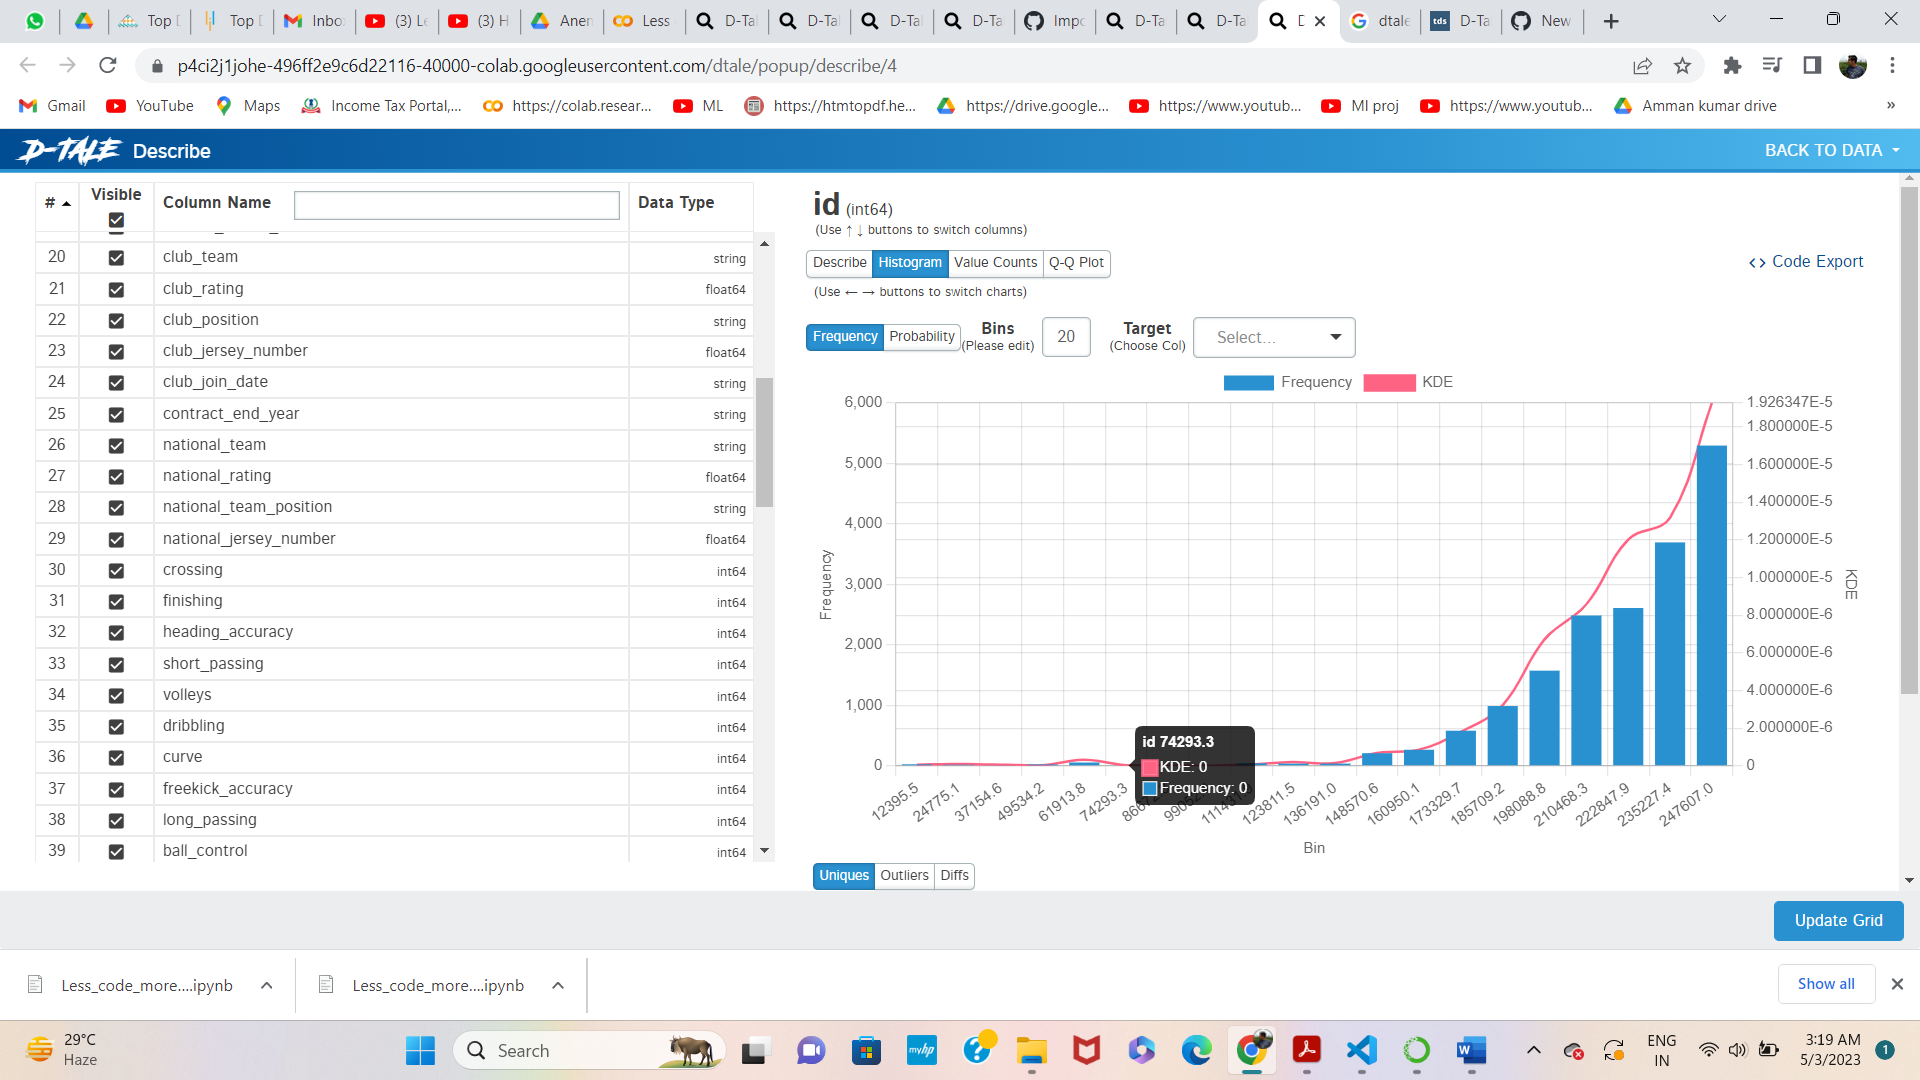 Top D
Top D
Inbox
(3) Le
(3) H
Anem
Less
D-Tal
D-Ta
D-Tal
D-Ta
Impo
D-Ta
D-Ta
D
dtale
D-Ta
New
p4ci2j1johe-496ff2e9c6d22116-40000-colab.googleusercontent.com/dtale/popup/describe/4
Gmail
YouTube
Maps
Income Tax Portal,...
https://colab.resear...
ML
https://htmtopdf.he...
https://drive.google...
https://www.youtub...
MI proj
https://www.youtub...
Amman kumar drive
»
D-TALE Describe
BACK TO DATA
# Visible Column Name Data Type
20 club_team string
21 club_rating float64
22 club_position string
23 club_jersey_number float64
24 club_join_date string
25 contract_end_year string
26 national_team string
27 national_rating float64
28 national_team_position string
29 national_jersey_number float64
30 crossing int64
31 finishing int64
32 heading_accuracy int64
33 short_passing int64
34 volleys int64
35 dribbling int64
36 curve int64
37 freekick_accuracy int64
38 long_passing int64
39 ball_control int64
id (int64)
(Use ↑ ↓ buttons to switch columns)
Describe Histogram Value Counts Q-Q Plot
<> Code Export
(Use ← → buttons to switch charts)
Frequency Probability
Bins
(Please edit)
20
Target
(Choose Col)
Select...
Frequency KDE
6,000
5,000
4,000
3,000
2,000
1,000
0
Frequency
1.926347E-5
1.800000E-5
1.600000E-5
1.400000E-5
1.200000E-5
1.000000E-5
8.000000E-6
6.000000E-6
4.000000E-6
2.000000E-6
0
KDE
id 74293.3
KDE: 0
Frequency: 0
12395.5
24775.1
37154.6
49534.2
61913.8
74293.3
123811.5
136191.0
148570.6
160950.1
173329.7
185709.2
198088.8
210468.3
222847.9
235227.4
247607.0
Bin
Uniques Outliers Diffs
Update Grid
Less_code_more....ipynb
Less_code_more....ipynb
Show all
29°C
Haze
Search
myhp
ENG
IN
3:19 AM
5/3/2023
1